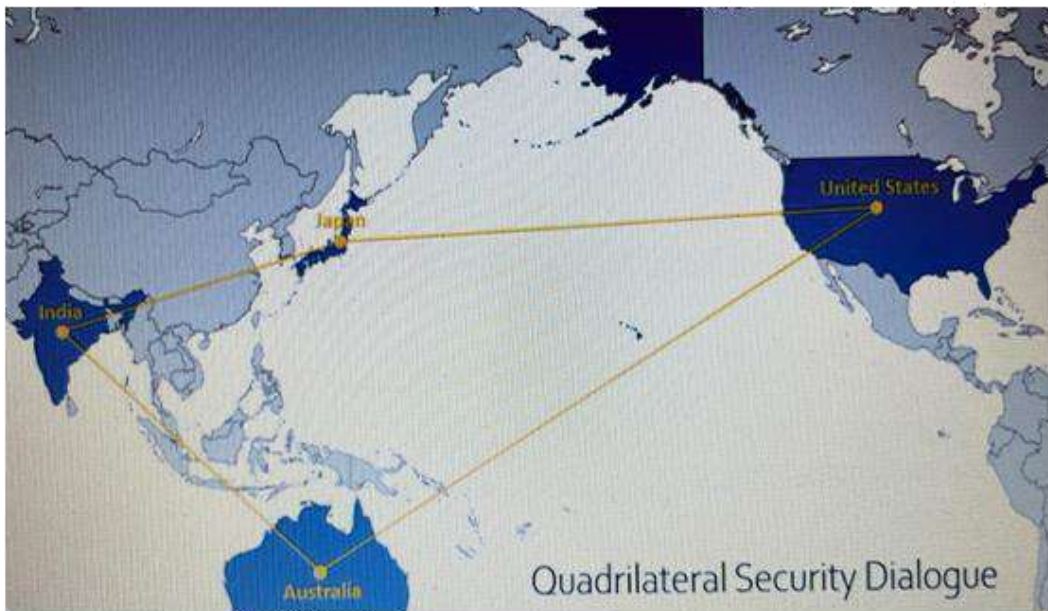 United States
Japan
India
Australia
Quadrilateral Security Dialogue